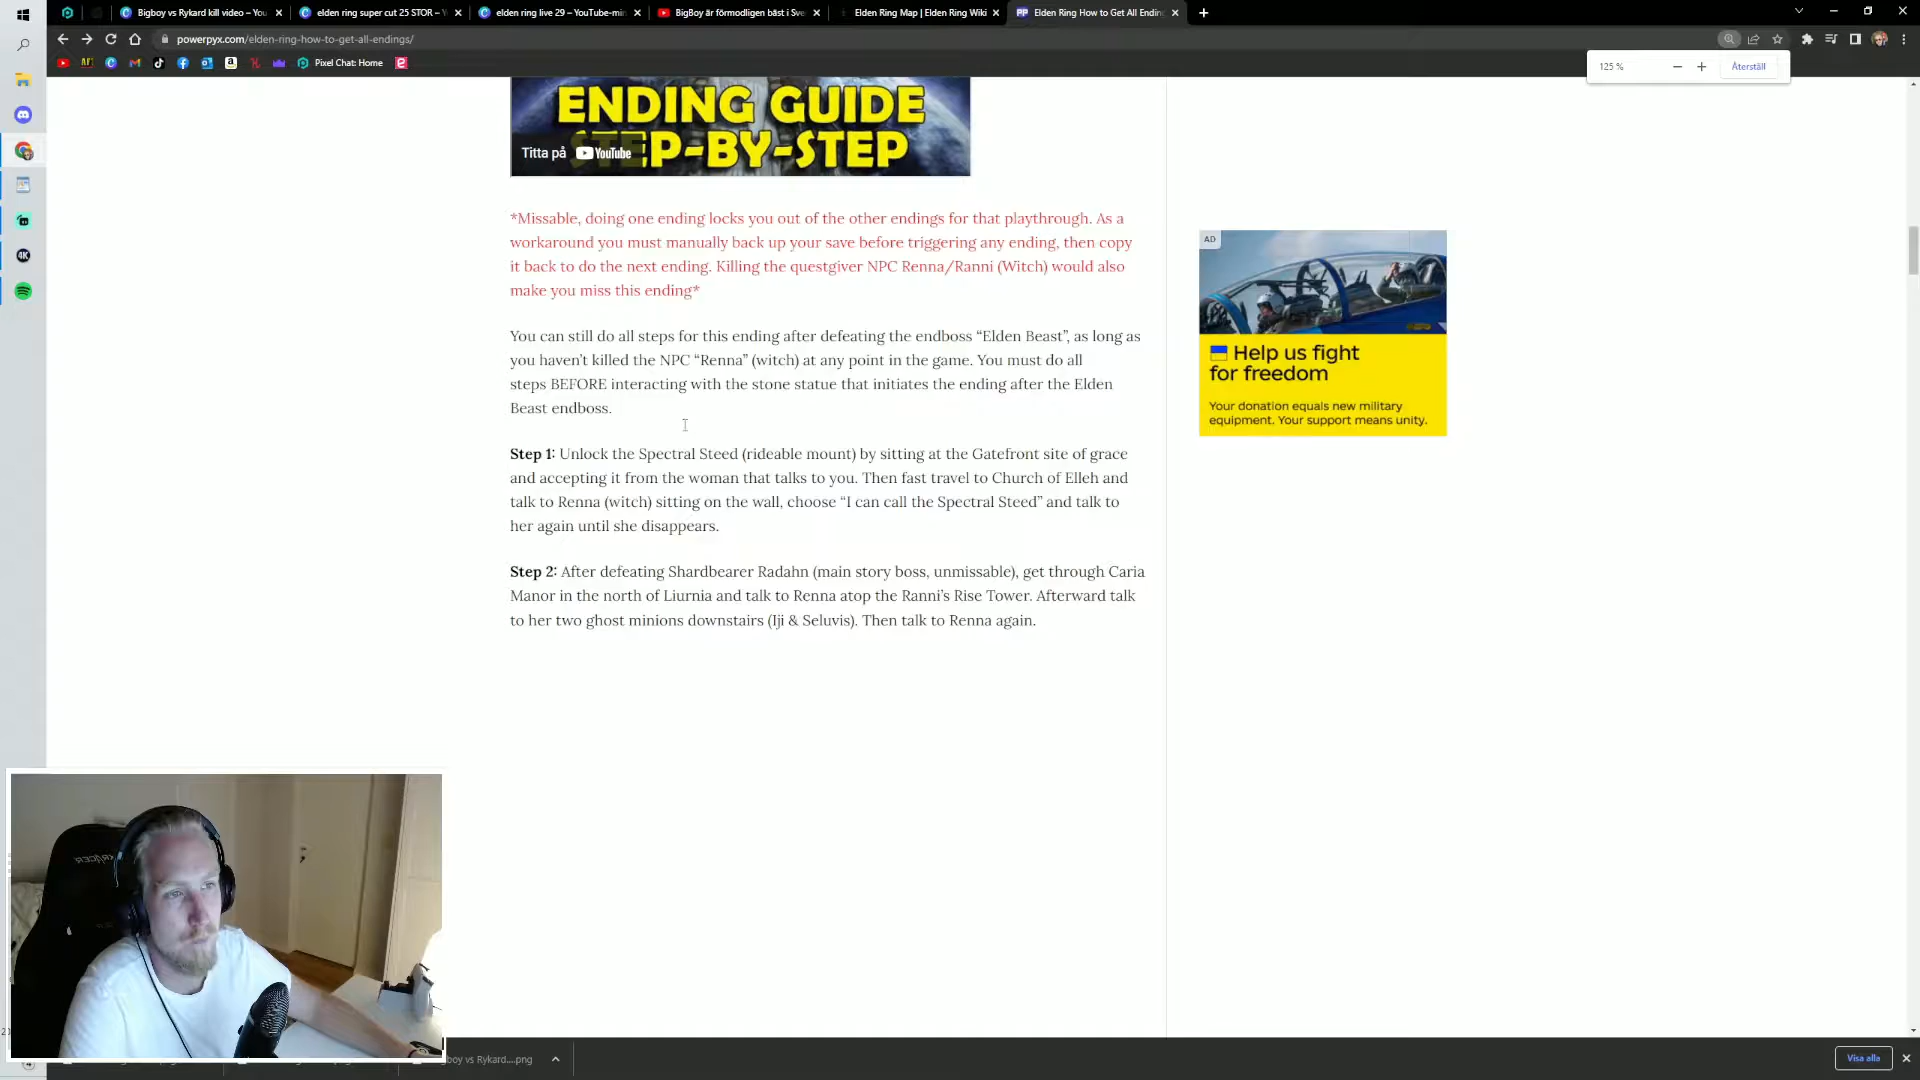 Bigboy vs Rykard kill video – You
elden ring super cut 25 STOR – Y
elden ring live 29 – YouTube-min
BigBoy är förmodligen bäst i Sve
Elden Ring Map | Elden Ring Wiki
PP
Elden Ring How to Get All Ending
powerpyx.com/elden-ring-how-to-get-all-endings/
Pixel Chat: Home
125 %
Återställ
4K
ENDING GUIDE
STEP-BY-STEP
Titta på YouTube
*Missable, doing one ending locks you out of the other endings for that playthrough. As a
workaround you must manually back up your save before triggering any ending, then copy
it back to do the next ending. Killing the questgiver NPC Renna/Ranni (Witch) would also
make you miss this ending*
You can still do all steps for this ending after defeating the endboss “Elden Beast”, as long as
you haven’t killed the NPC “Renna” (witch) at any point in the game. You must do all
steps BEFORE interacting with the stone statue that initiates the ending after the Elden
Beast endboss.
Step 1: Unlock the Spectral Steed (rideable mount) by sitting at the Gatefront site of grace
and accepting it from the woman that talks to you. Then fast travel to Church of Elleh and
talk to Renna (witch) sitting on the wall, choose “I can call the Spectral Steed” and talk to
her again until she disappears.
Step 2: After defeating Shardbearer Radahn (main story boss, unmissable), get through Caria
Manor in the north of Liurnia and talk to Renna atop the Ranni’s Rise Tower. Afterward talk
to her two ghost minions downstairs (Iji & Seluvis). Then talk to Renna again.
AD
Help us fight
for freedom
Your donation equals new military
equipment. Your support means unity.
boy vs Rykard....png
Visa alla